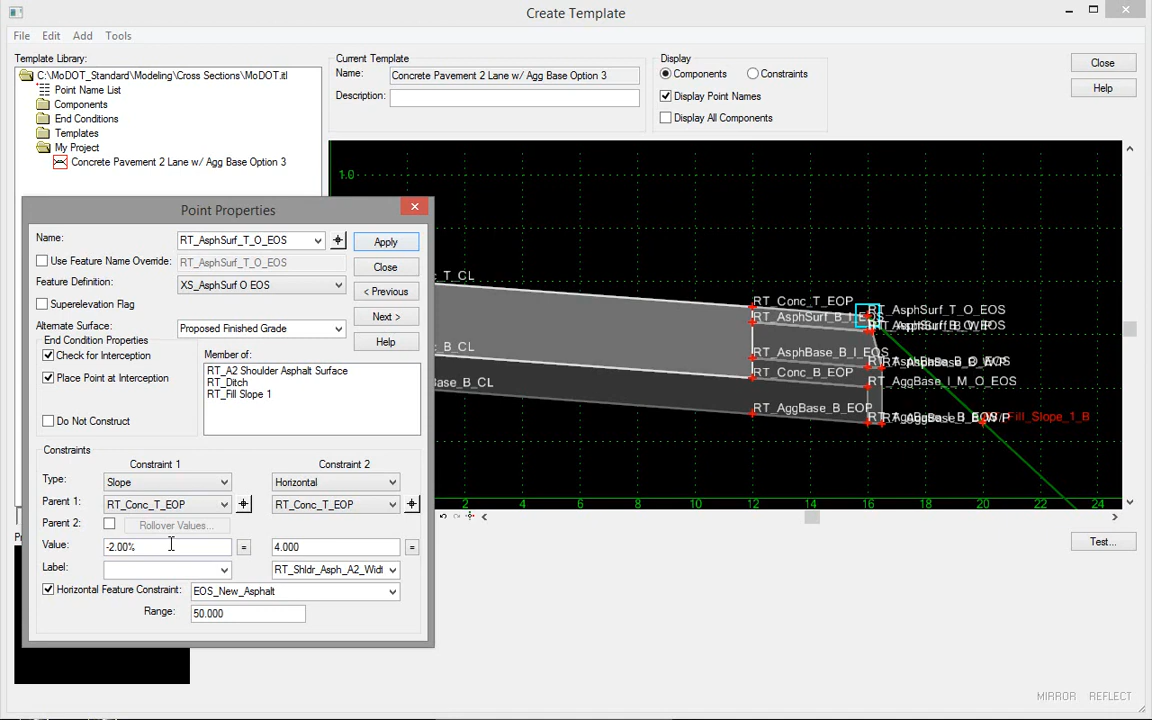 Create Template
File Edit Add Tools
Template Library:
C:\MoDOT_Standard\Modeling\Cross Sections\MoDOT.itl
Point Name List
Components
End Conditions
Templates
My Project
Concrete Pavement 2 Lane w/ Agg Base Option 3
Current Template
Name: Concrete Pavement 2 Lane w/ Agg Base Option 3
Description:
Display
Components Constraints
Display Point Names
Display All Components
Close
Help
1.0
T_CL
RT_Conc_T_EOP
RT_AsphSurf_T_O_EOS
RT_AsphSurf_B_I_EOS
_B_CL
RT_AsphBase_B_I_EOS
RT_Conc_B_EOP
RT_AggBase_I_M_O_EOS
ase_B_CL
RT_AggBase_B_EOP
Fill_Slope_1_B
2 4 6 8 10 12 14 16 18 20 22 24
Test...
MIRROR REFLECT
Point Properties
Name: RT_AsphSurf_T_O_EOS Apply
Use Feature Name Override: RT_AsphSurf_T_O_EOS Close
Feature Definition: XS_AsphSurf O EOS < Previous
Superelevation Flag Next >
Alternate Surface: Proposed Finished Grade Help
End Condition Properties
Check for Interception
Place Point at Interception
Do Not Construct
Member of:
RT_A2 Shoulder Asphalt Surface
RT_Ditch
RT_Fill Slope 1
Constraints
Constraint 1 Constraint 2
Type: Slope Horizontal
Parent 1: RT_Conc_T_EOP RT_Conc_T_EOP
Parent 2: Rollover Values...
Value: -2.00% = 4.000 =
Label: RT_Shldr_Asph_A2_Widt
Horizontal Feature Constraint: EOS_New_Asphalt
Range: 50.000